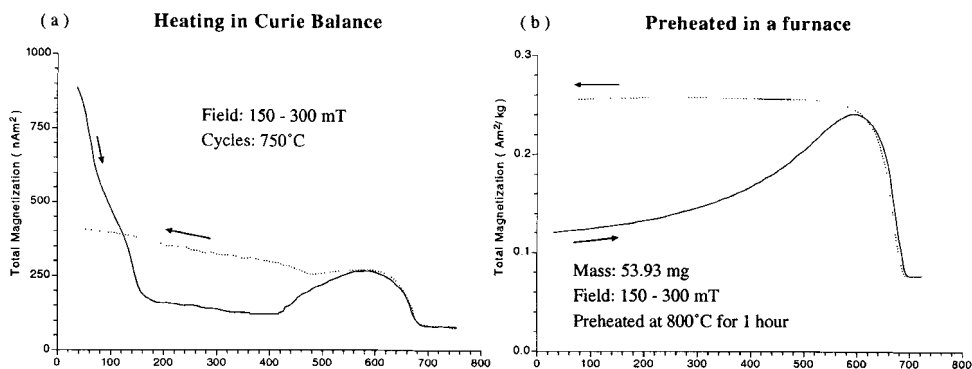 (a) Heating in Curie Balance
1000
750
500
250
0
Total Magnetization ( nAm²)
Field: 150 - 300 mT
Cycles: 750˚C
0 100 200 300 400 500 600 700 800
(b) Preheated in a furnace
0.3
0.2
0.1
0.0
Total Magnetization ( Am²/ kg)
Mass: 53.93 mg
Field: 150 - 300 mT
Preheated at 800˚C for 1 hour
0 100 200 300 400 500 600 700 800